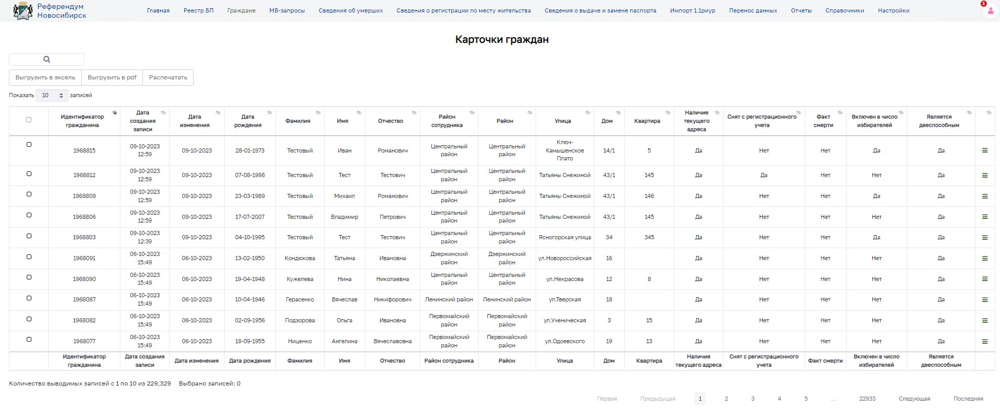 Референдум
Новосибирск
Главная Реестр БП Граждане МВ-запросы Сведения об умерших Сведения о регистрации по месту жительства Сведения о выдаче и замене паспорта Импорт 1.1риур Перенос данных Отчеты Справочники Настройки 1
Карточки граждан
Выгрузить в эксель Выгрузить в pdf Распечатать
Показать 10 записей
Идентификатор гражданина Дата создания записи Дата изменения Дата рождения Фамилия Имя Отчество Район сотрудника Район Улица Дом Квартира Наличие текущего адреса Снят с регистрационного учета Факт смерти Включен в число избирателей Является дееспособным
1968815 09-10-2023 12:59 09-10-2023 28-01-1973 Тестовый Иван Романович Центральный район Центральный район Ключ-Камышенское Плато 14/1 5 Да Нет Нет Да Да
1968812 09-10-2023 12:59 09-10-2023 07-08-1998 Тестовый Тест Тестович Центральный район Центральный район Татьяны Снежиной 43/1 145 Да Да Нет Нет Да
1968809 09-10-2023 12:59 09-10-2023 23-03-1989 Тестовый Михаил Романович Центральный район Центральный район Татьяны Снежиной 43/1 146 Да Нет Нет Да Да
1968806 09-10-2023 12:59 09-10-2023 17-07-2007 Тестовый Владимир Петрович Центральный район Центральный район Татьяны Снежиной 43/1 145 Да Нет Нет Нет Да
1968803 09-10-2023 12:39 09-10-2023 04-10-1995 Тестовый Тест Тестович Центральный район Центральный район Ясногорская улица 34 345 Да Нет Нет Да Да
1968091 06-10-2023 15:49 06-10-2023 13-02-1950 Кондюкова Татьяна Ивановна Дзержинский район Дзержинский район ул.Новороссийская 16 Да Нет Нет Нет Да
1968090 06-10-2023 15:49 06-10-2023 19-04-1948 Кужелева Нина Николаевна Центральный район Центральный район ул.Некрасова 12 8 Да Нет Нет Нет Да
1968087 06-10-2023 15:49 06-10-2023 10-04-1946 Герасенко Вячеслав Никифорович Ленинский район Ленинский район ул.Тверская 18 Да Нет Нет Нет Да
1968082 06-10-2023 15:49 06-10-2023 02-09-1956 Подзорова Ольга Ивановна Первомайский район Первомайский район ул.Ученическая 3 15 Да Нет Нет Нет Да
1968077 06-10-2023 15:49 06-10-2023 18-09-1955 Ниценко Ангелина Вячеславовна Первомайский район Первомайский район ул.Одоевского 19 13 Да Нет Нет Нет Да
Идентификатор гражданина Дата создания записи Дата изменения Дата рождения Фамилия Имя Отчество Район сотрудника Район Улица Дом Квартира Наличие текущего адреса Снят с регистрационного учета Факт смерти Включен в число избирателей Является дееспособным
Количество выводимых записей с 1 по 10 из 229,329 Выбрано записей: 0
Первая Предыдущая 1 2 3 4 5 ... 22933 Следующая Последняя